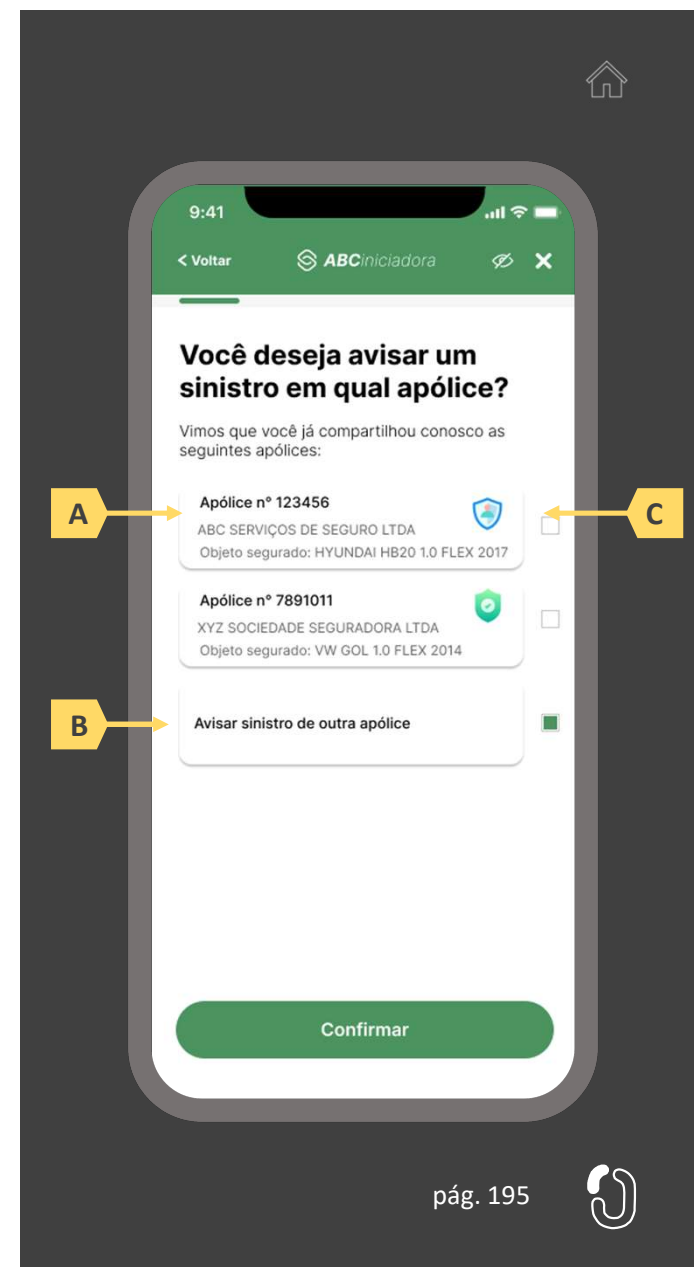 9:41
< Voltar
ABCiniciadora
Você deseja avisar um
sinistro em qual apólice?
Vimos que você já compartilhou conosco as
seguintes apólices:
A
Apólice n° 123456
C
ABC SERVIÇOS DE SEGURO LTDA
Objeto segurado: HYUNDAI HB20 1.0 FLEX 2017
Apólice n° 7891011
XYZ SOCIEDADE SEGURADORA LTDA
Objeto segurado: VW GOL 1.0 FLEX 2014
B
Avisar sinistro de outra apólice
Confirmar
pág. 195